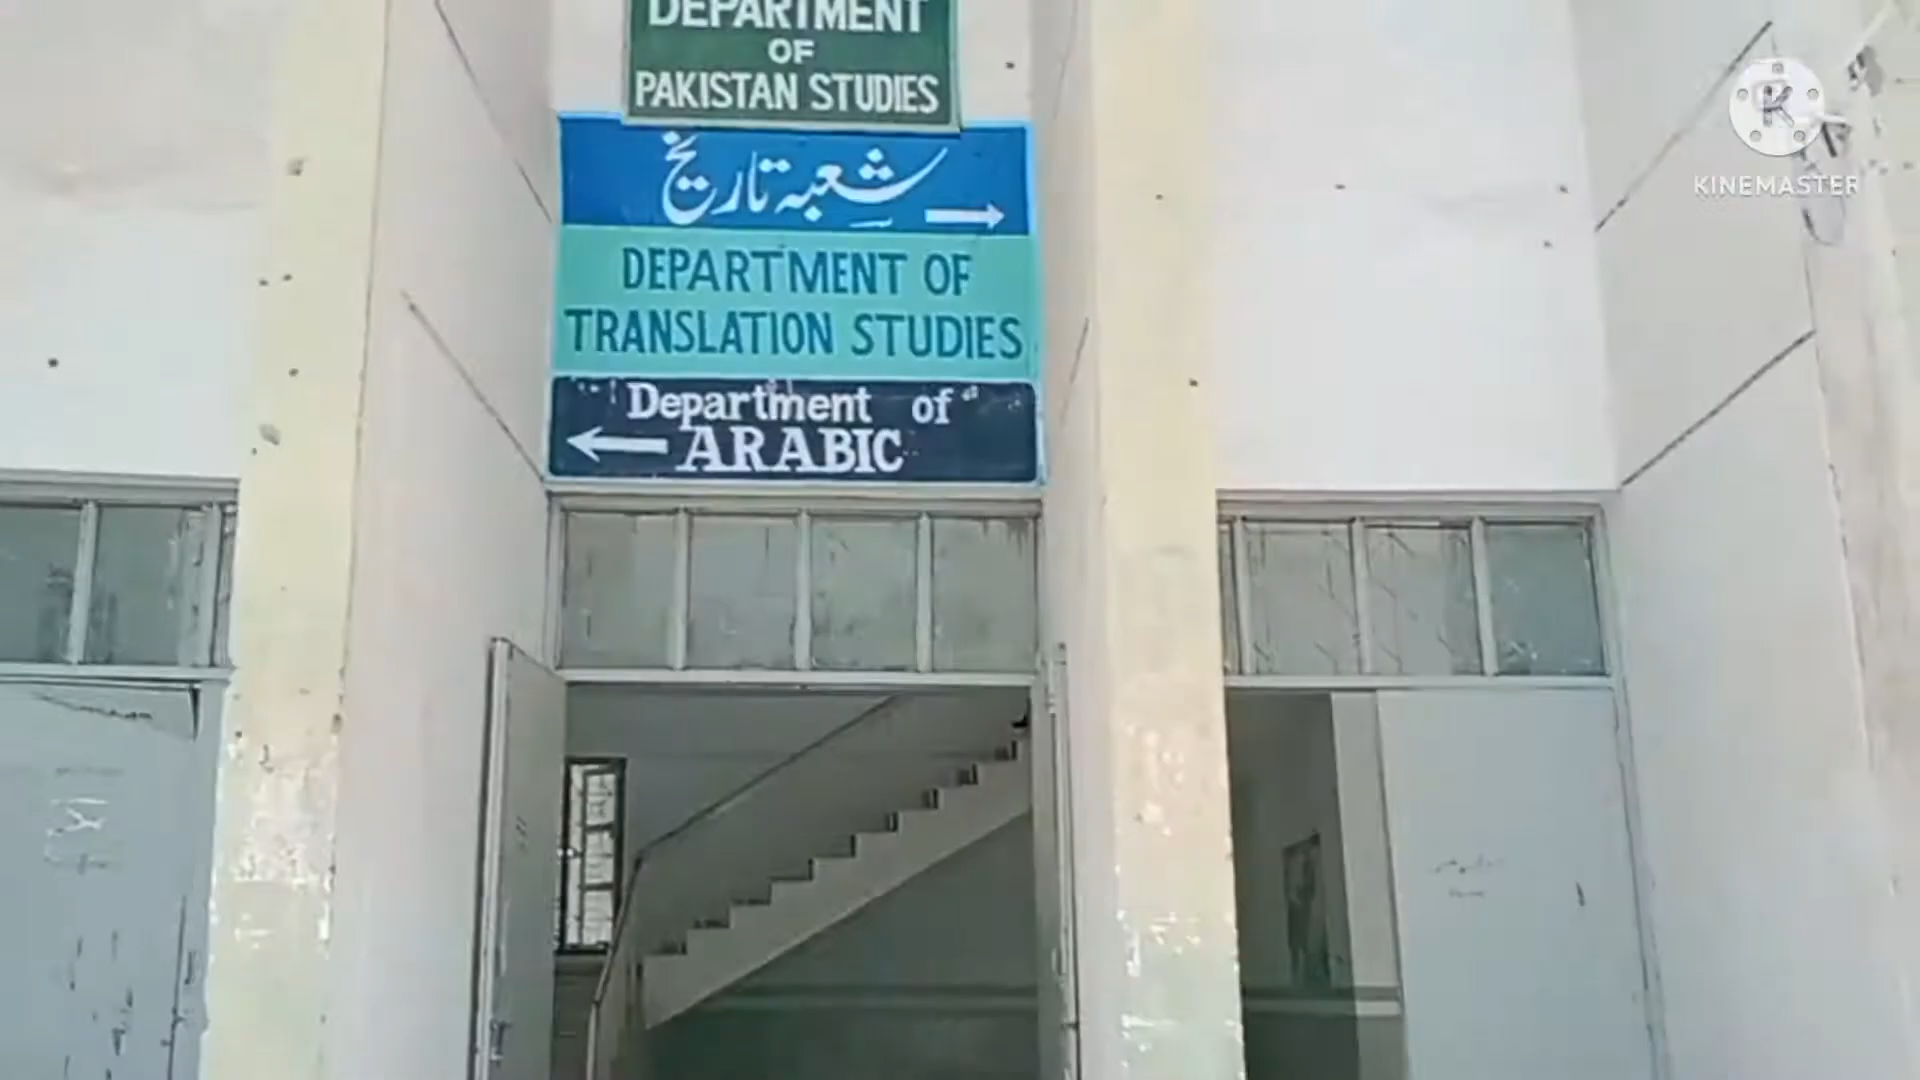 DEPARTMENT
OF
PAKISTAN STUDIES
شعبہ تاریخ
DEPARTMENT OF
TRANSLATION STUDIES
Department of
ARABIC
KINEMASTER